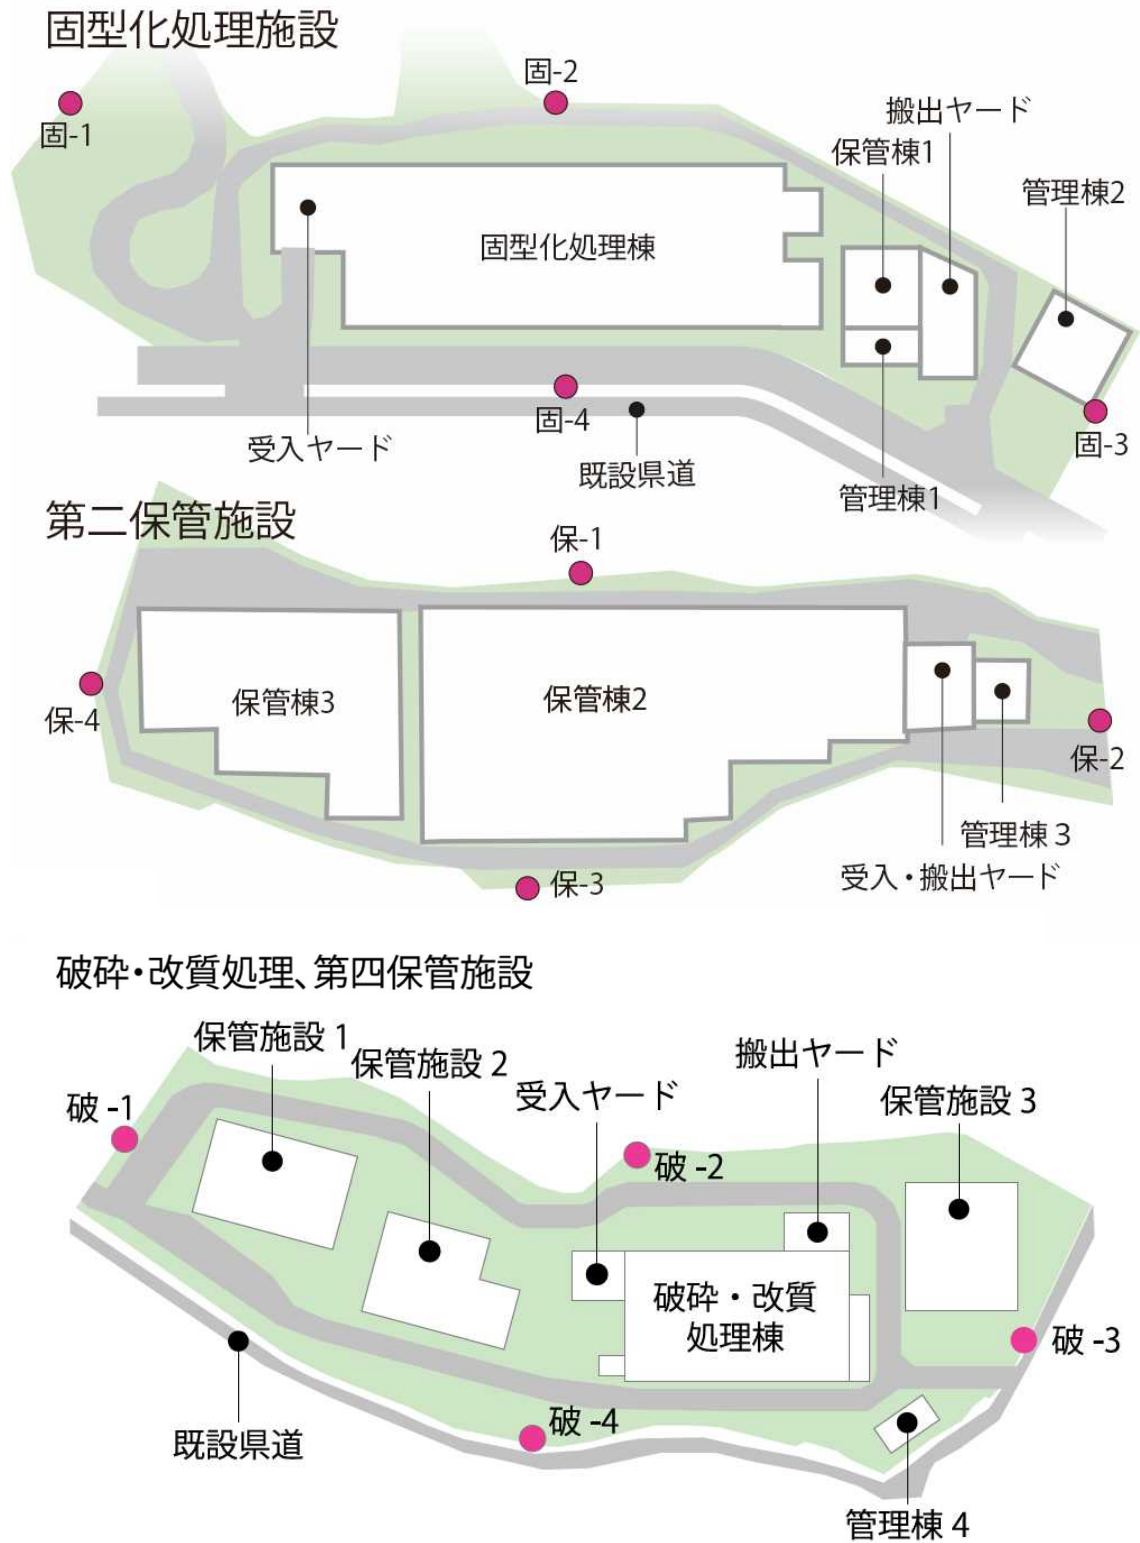 固型化処理施設
固-1
固-2
搬出ヤード
保管棟1
管理棟2
固型化処理棟
固-4
固-3
受入ヤード
既設県道
管理棟1
第二保管施設
保-1
保管棟3
保管棟2
保-4
保-2
管理棟 3
受入・搬出ヤード
保-3
破砕・改質処理、第四保管施設
保管施設 1
保管施設 2
搬出ヤード
受入ヤード
保管施設 3
破 -1
破 -2
破砕・改質
処理棟
破 -3
破 -4
既設県道
管理棟 4